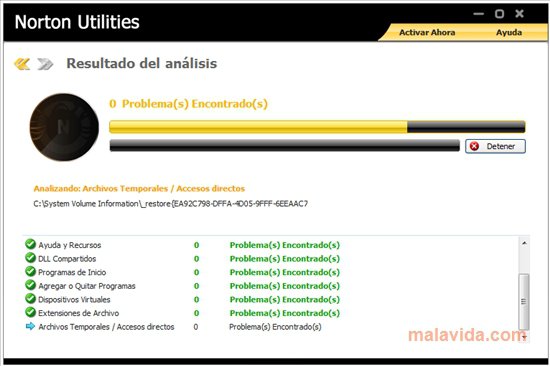 Norton Utilities
Activar Ahora
Ayuda
Resultado del análisis
N
0 Problema(s) Encontrado(s)
Detener
Analizando: Archivos Temporales / Accesos directos
C:\System Volume Information\_restore{EA92C798-DFFA-4D05-9FFF-6EEAAC7
Ayuda y Recursos 0 Problema(s) Encontrado(s)
DLL Compartidos 0 Problema(s) Encontrado(s)
Programas de Inicio 0 Problema(s) Encontrado(s)
Agregar o Quitar Programas 0 Problema(s) Encontrado(s)
Dispositivos Virtuales 0 Problema(s) Encontrado(s)
Extensiones de Archivo 0 Problema(s) Encontrado(s)
Archivos Temporales / Accesos directos 0 Problema(s) Encontrado(s)
malavida.com